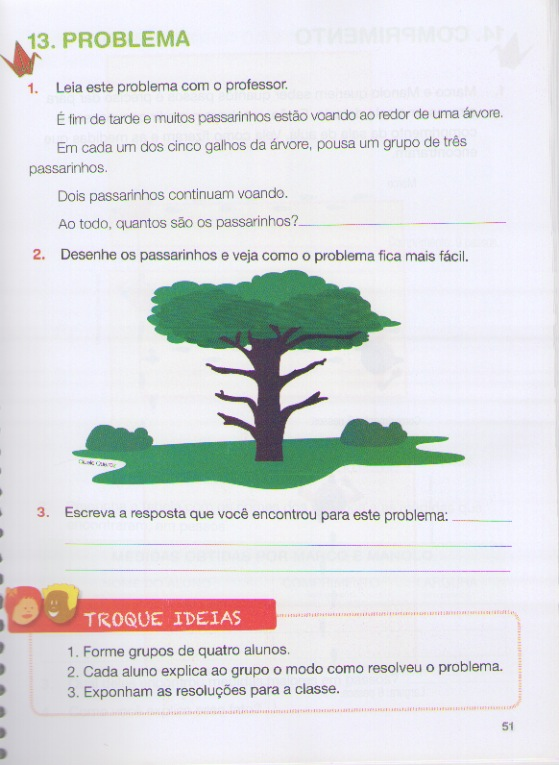 13. PROBLEMA
1. Leia este problema com o professor.
É fim de tarde e muitos passarinhos estão voando ao redor de uma árvore.
Em cada um dos cinco galhos da árvore, pousa um grupo de três
passarinhos.
Dois passarinhos continuam voando.
Ao todo, quantos são os passarinhos?
2. Desenhe os passarinhos e veja como o problema fica mais fácil.
3. Escreva a resposta que você encontrou para este problema:
TROQUE IDEIAS
1. Forme grupos de quatro alunos.
2. Cada aluno explica ao grupo o modo como resolveu o problema.
3. Exponham as resoluções para a classe.
51